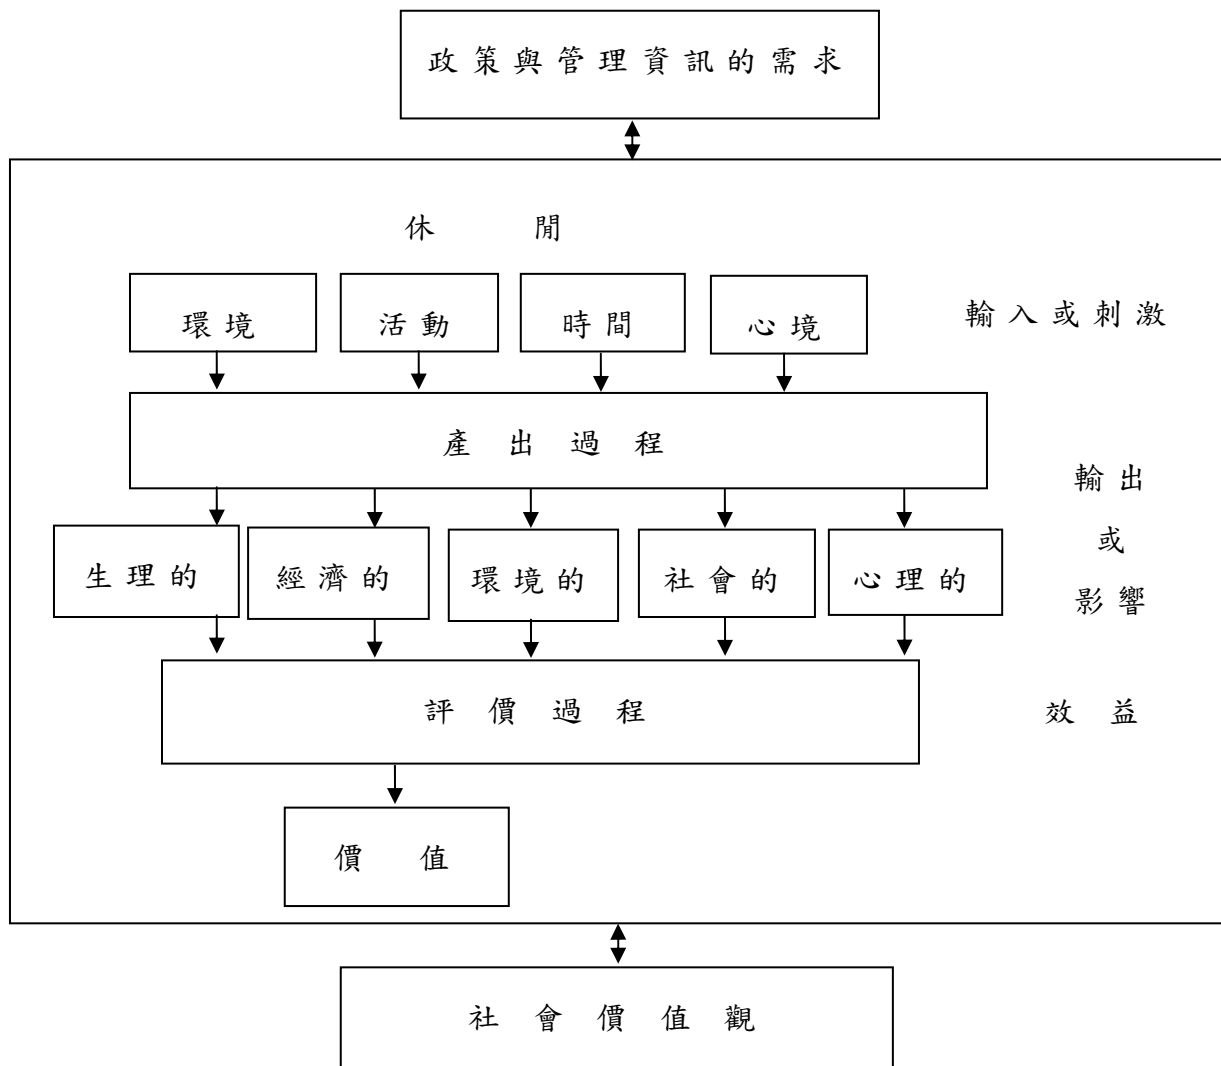 政策與管理資訊的需求
休閒
環境 活動 時間 心境 輸入或刺激
產出過程
輸出
或
影響
生理的 經濟的 環境的 社會的 心理的
評價過程 效益
價值
社會價值觀